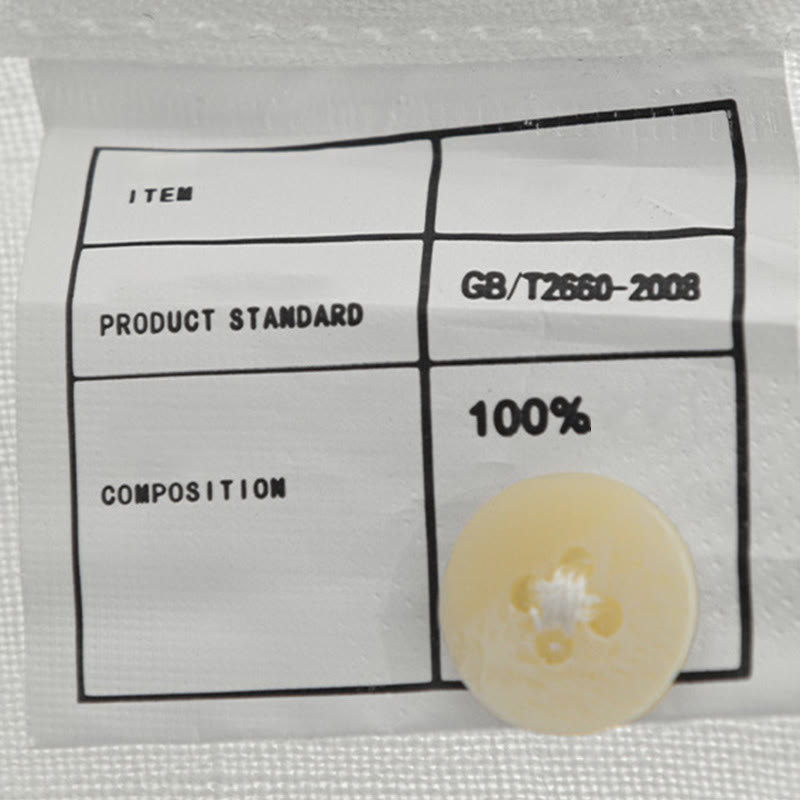 ITEM
PRODUCT STANDARD GB/T2660-2008
COMPOSITION 100%